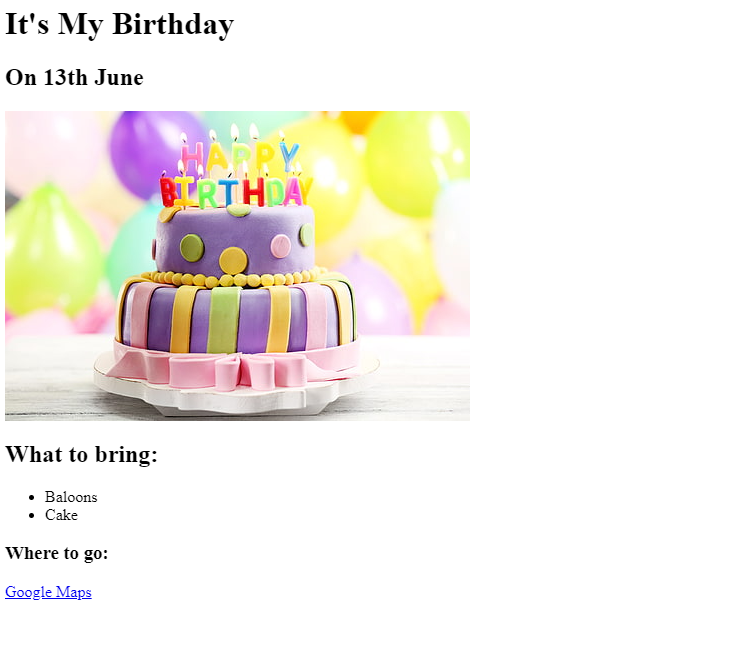 It's My Birthday
On 13th June
HAPPY
BIRTHDAY
What to bring:
Baloons
Cake
Where to go:
Google Maps